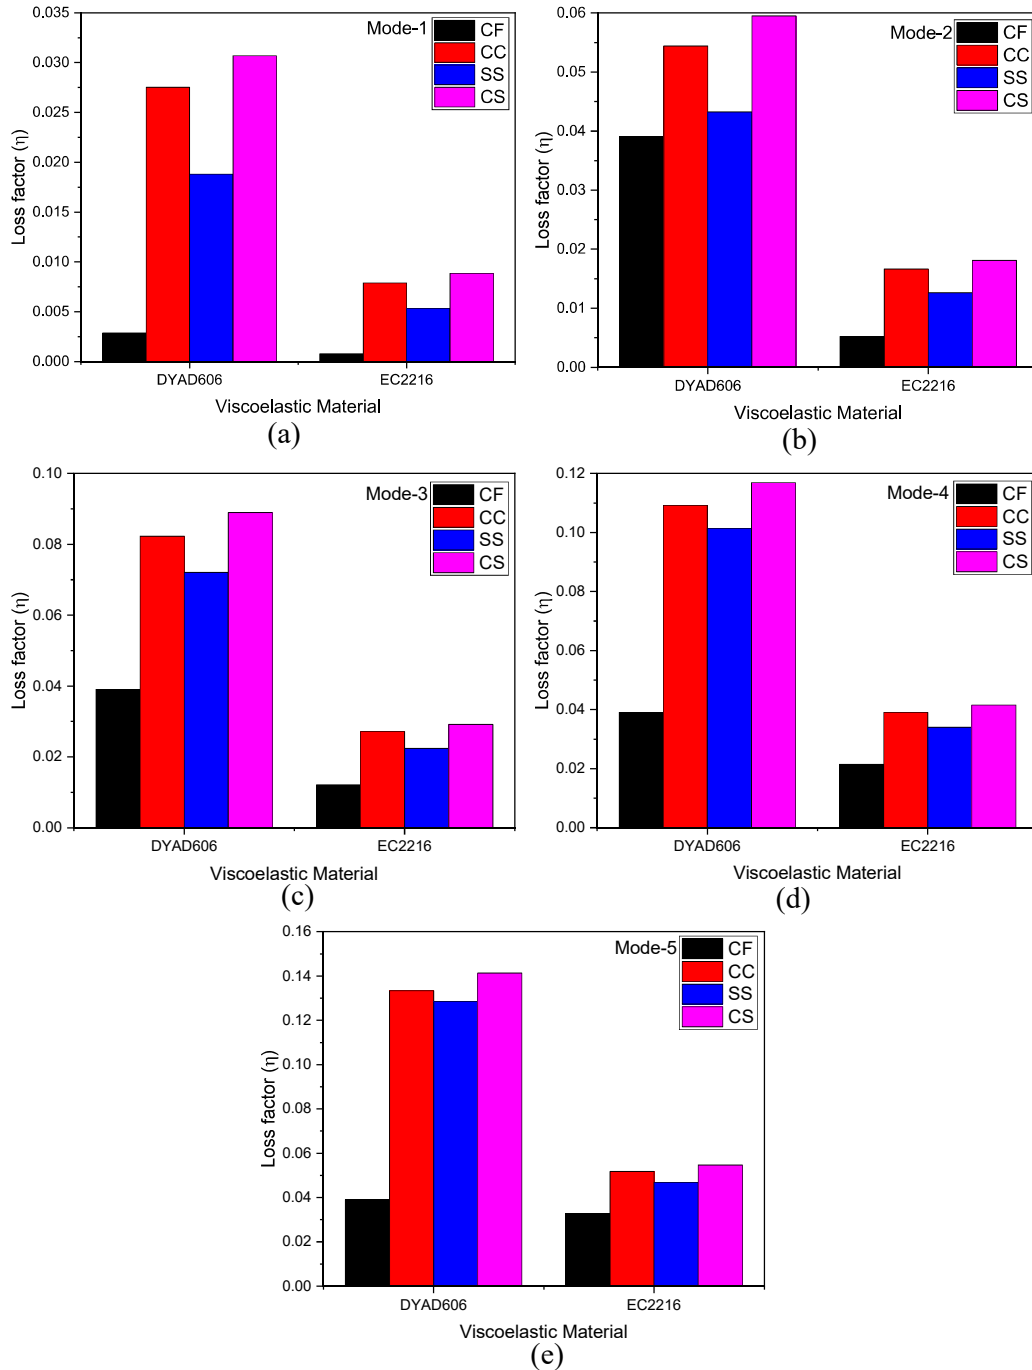 Mode-1
CF
CC
SS
CS
0.035
0.030
0.025
0.020
0.015
0.010
0.005
0.000
Loss factor (η)
DYAD606 EC2216
Viscoelastic Material
(a)
Mode-2
CF
CC
SS
CS
0.06
0.05
0.04
0.03
0.02
0.01
0.00
Loss factor (η)
DYAD606 EC2216
Viscoelastic Material
(b)
Mode-3
CF
CC
SS
CS
0.10
0.08
0.06
0.04
0.02
0.00
Loss factor (η)
DYAD606 EC2216
Viscoelastic Material
(c)
Mode-4
CF
CC
SS
CS
0.12
0.10
0.08
0.06
0.04
0.02
0.00
Loss factor (η)
DYAD606 EC2216
Viscoelastic Material
(d)
Mode-5
CF
CC
SS
CS
0.16
0.14
0.12
0.10
0.08
0.06
0.04
0.02
0.00
Loss factor (η)
DYAD606 EC2216
Viscoelastic Material
(e)